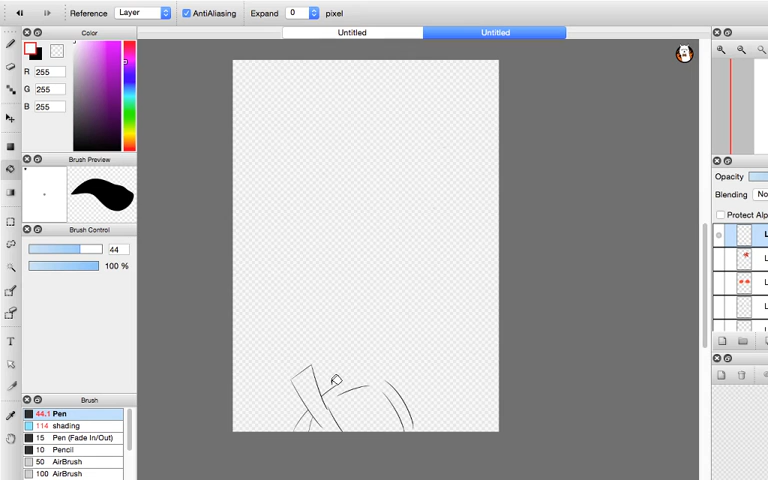 Reference Layer AntiAliasing Expand 0 pixel
Color Untitled Untitled
R 255
G 255
B 255
Brush Preview
Opacity
Blending
Protect Alp
Brush Control
44
100 %
Brush
44.1 Pen
114 shading
15 Pen (Fade In/Out)
10 Pencil
50 AirBrush
100 AirBrush
T